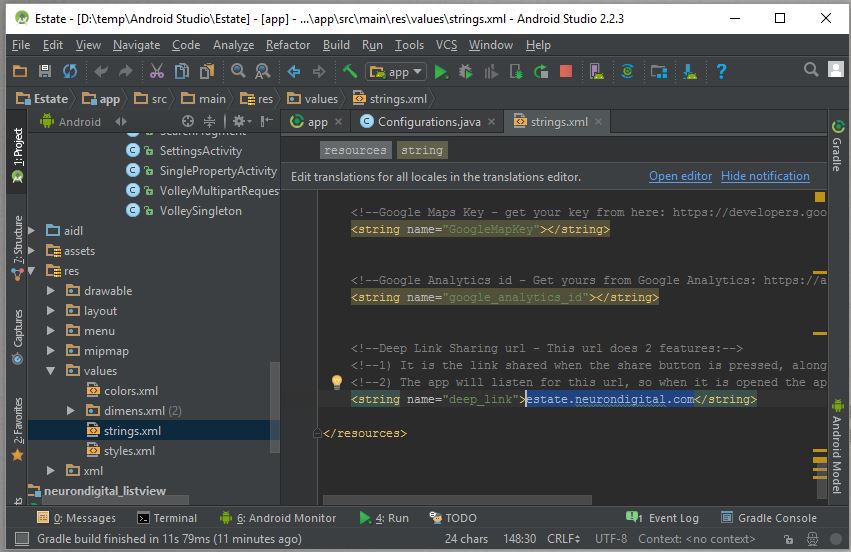 Estate - [D:\temp\Android Studio\Estate] - [app] - ...\app\src\main\res\values\strings.xml - Android Studio 2.2.3
File Edit View Navigate Code Analyze Refactor Build Run Tools VCS Window Help
app
Estate app src main res values strings.xml
Android
app Configurations.java strings.xml
1: Project
7: Structure
Captures
2: Favorites
SearchFragment
SettingsActivity
SinglePropertyActivity
VolleyMultipartReques
VolleySingleton
aidl
assets
res
drawable
layout
menu
mipmap
values
colors.xml
dimens.xml (2)
strings.xml
styles.xml
xml
neurondigital_listview
resources string
Edit translations for all locales in the translations editor. Open editor Hide notification
<!--Google Maps Key - get your key from here: https://developers.goo
<string name="GoogleMapKey"></string>
<!--Google Analytics id - Get yours from Google Analytics: https://a
<string name="google_analytics_id"></string>
<!--Deep Link Sharing url - This url does 2 features:-->
<!--1) It is the link shared when the share button is pressed, along
<!--2) The app will listen for this url, so when it is opened the ap
<string name="deep_link">estate.neurondigital.com</string>
</resources>
Gradle
Android Model
0: Messages Terminal 6: Android Monitor 4: Run TODO 1 Event Log Gradle Console
Gradle build finished in 11s 79ms (11 minutes ago) 24 chars 148:30 CRLF UTF-8 Context: <no context>